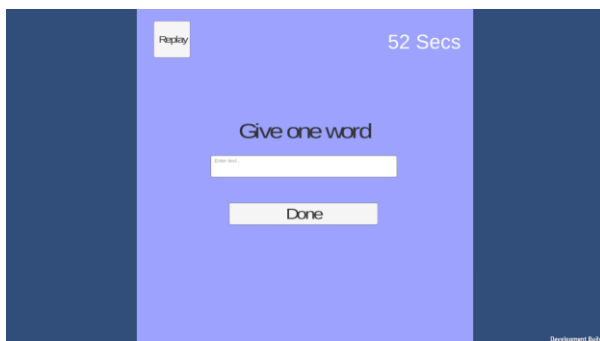 Replay
52 Secs
Give one word
Enter text...
Done
Development Build